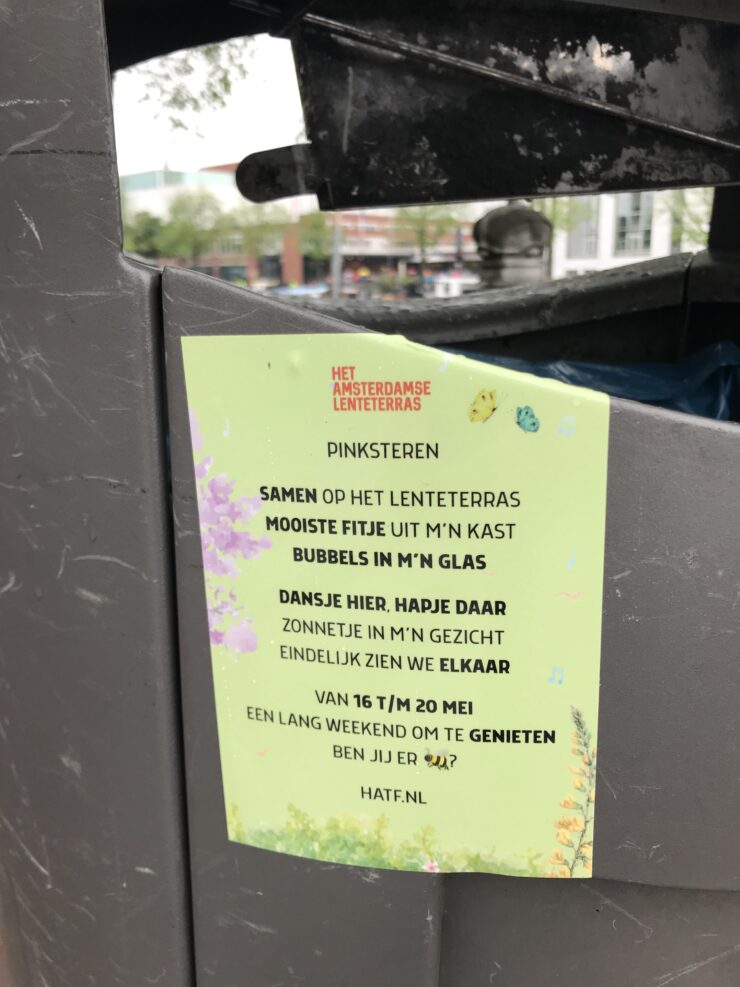 HET
AMSTERDAMSE
LENTETERRAS
PINKSTEREN
SAMEN OP HET LENTETERRAS
MOOISTE FITJE UIT M'N KAST
BUBBELS IN M'N GLAS
DANSJE HIER, HAPJE DAAR
ZONNETJE IN M'N GEZICHT
EINDELIJK ZIEN WE ELKAAR
VAN 16 T/M 20 MEI
EEN LANG WEEKEND OM TE GENIETEN
BEN JIJ ER 🐝?
HATF.NL